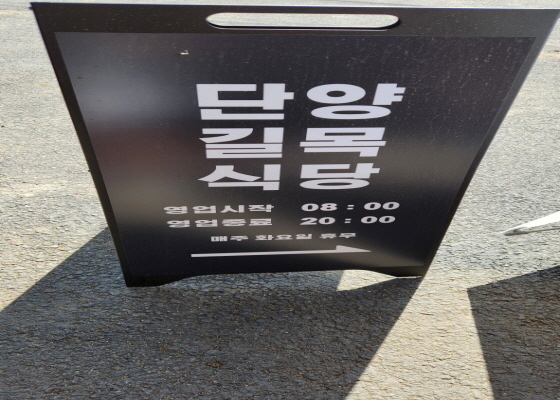 단양
길목
식당
영업시작 08 : 00
영업종료 20 : 00
매주 화요일 휴무